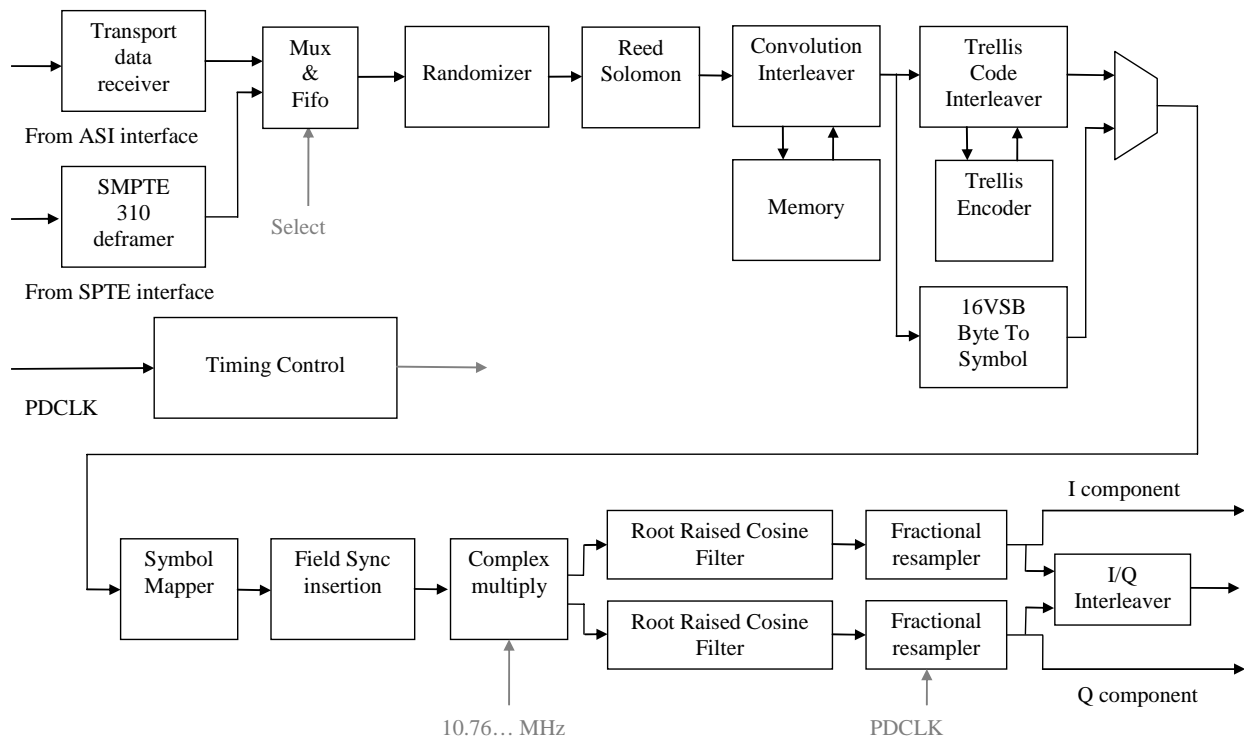 Transport
data
receiver
Mux
&
Fifo
Randomizer
Reed
Solomon
Convolution
Interleaver
Trellis
Code
Interleaver
From ASI interface
SMPTE
310
deframer
Select
Memory
Trellis
Encoder
From SPTE interface
16VSB
Byte To
Symbol
Timing Control
PDCLK
I component
Symbol
Mapper
Field Sync
insertion
Complex
multiply
Root Raised Cosine
Filter
Fractional
resampler
I/Q
Interleaver
Root Raised Cosine
Filter
Fractional
resampler
Q component
10.76… MHz
PDCLK